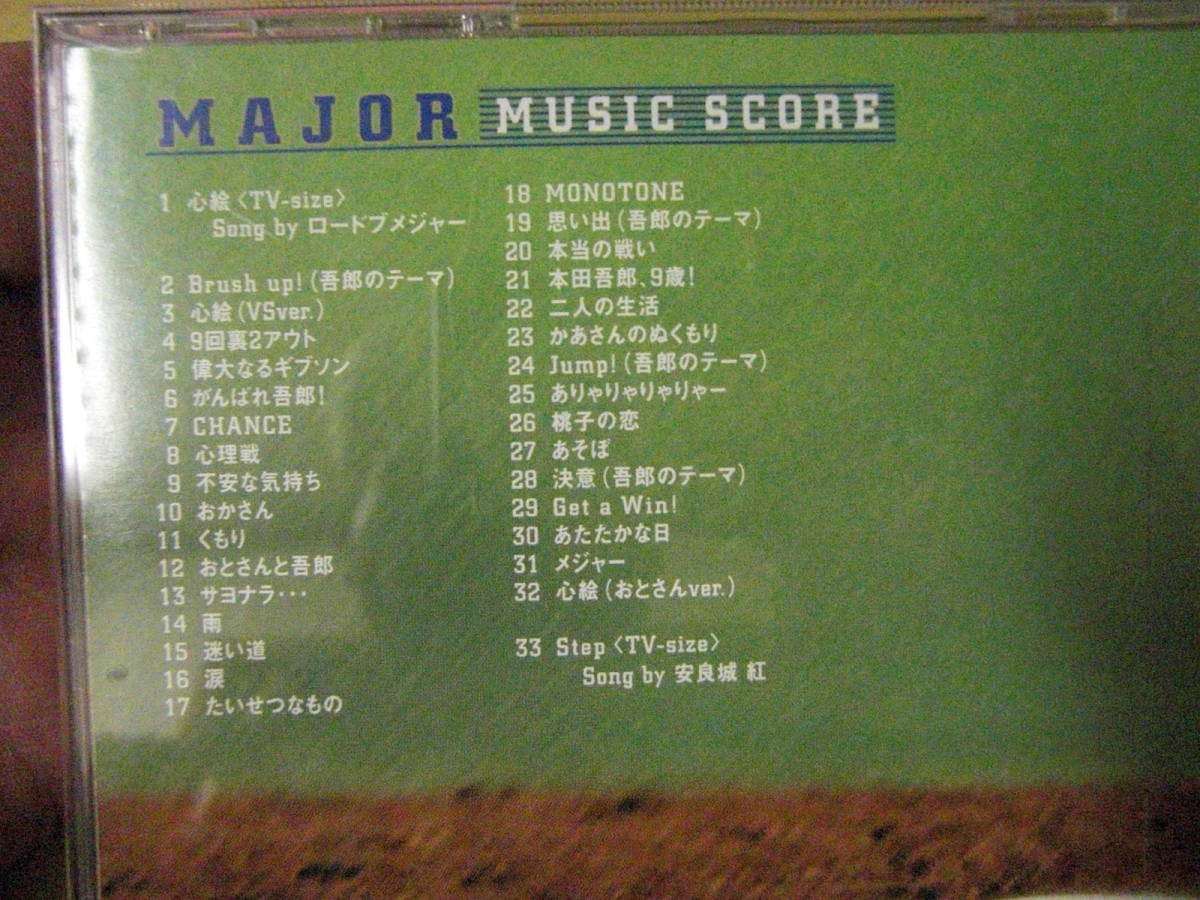 MAJOR MUSIC SCORE
1 心絵〈TV-size〉
Song by ロードブメジャー
2 Brush up!(吾郎のテーマ)
3 心絵(VSver.)
4 9回裏2アウト
5 偉大なるギブソン
6 がんばれ吾郎!
7 CHANCE
8 心理戦
9 不安な気持ち
10 おかさん
11 くもり
12 おとさんと吾郎
13 サヨナラ・・・
14 雨
15 迷い道
16 涙
17 たいせつなもの
18 MONOTONE
19 思い出(吾郎のテーマ)
20 本当の戦い
21 本田吾郎、9歳!
22 二人の生活
23 かあさんのぬくもり
24 Jump!(吾郎のテーマ)
25 ありゃりゃりゃりゃー
26 桃子の恋
27 あそぼ
28 決意(吾郎のテーマ)
29 Get a Win!
30 あたたかな日
31 メジャー
32 心絵(おとさんver.)
33 Step〈TV-size〉
Song by 安良城 紅